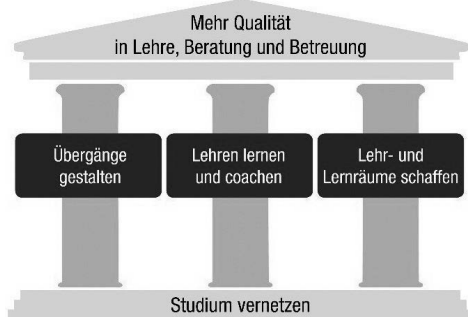 Mehr Qualität
in Lehre, Beratung und Betreuung
Übergänge
gestalten
Lehren lernen
und coachen
Lehr- und
Lernräume schaffen
Studium vernetzen